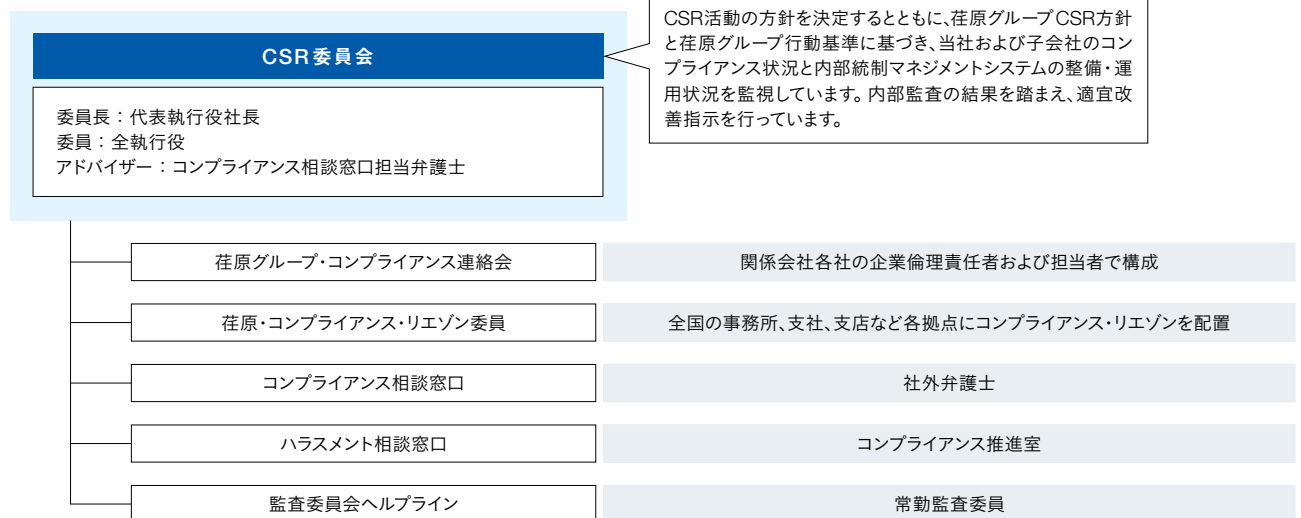 CSR委員会
委員長：代表執行役社長
委員：全執行役
アドバイザー：コンプライアンス相談窓口担当弁護士
CSR活動の方針を決定するとともに、荏原グループCSR方針
と荏原グループ行動基準に基づき、当社および子会社のコン
プライアンス状況と内部統制マネジメントシステムの整備・運
用状況を監視しています。内部監査の結果を踏まえ、適宜改
善指示を行っています。
荏原グループ・コンプライアンス連絡会
関係会社各社の企業倫理責任者および担当者で構成
荏原・コンプライアンス・リエゾン委員
全国の事務所、支社、支店など各拠点にコンプライアンス・リエゾンを配置
コンプライアンス相談窓口
社外弁護士
ハラスメント相談窓口
コンプライアンス推進室
監査委員会ヘルプライン
常勤監査委員